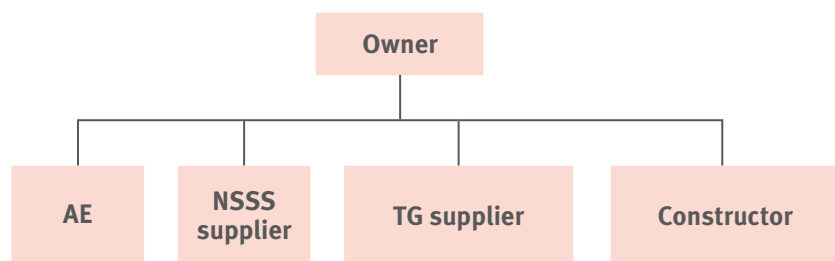 Owner
AE
NSSS
supplier
TG supplier
Constructor